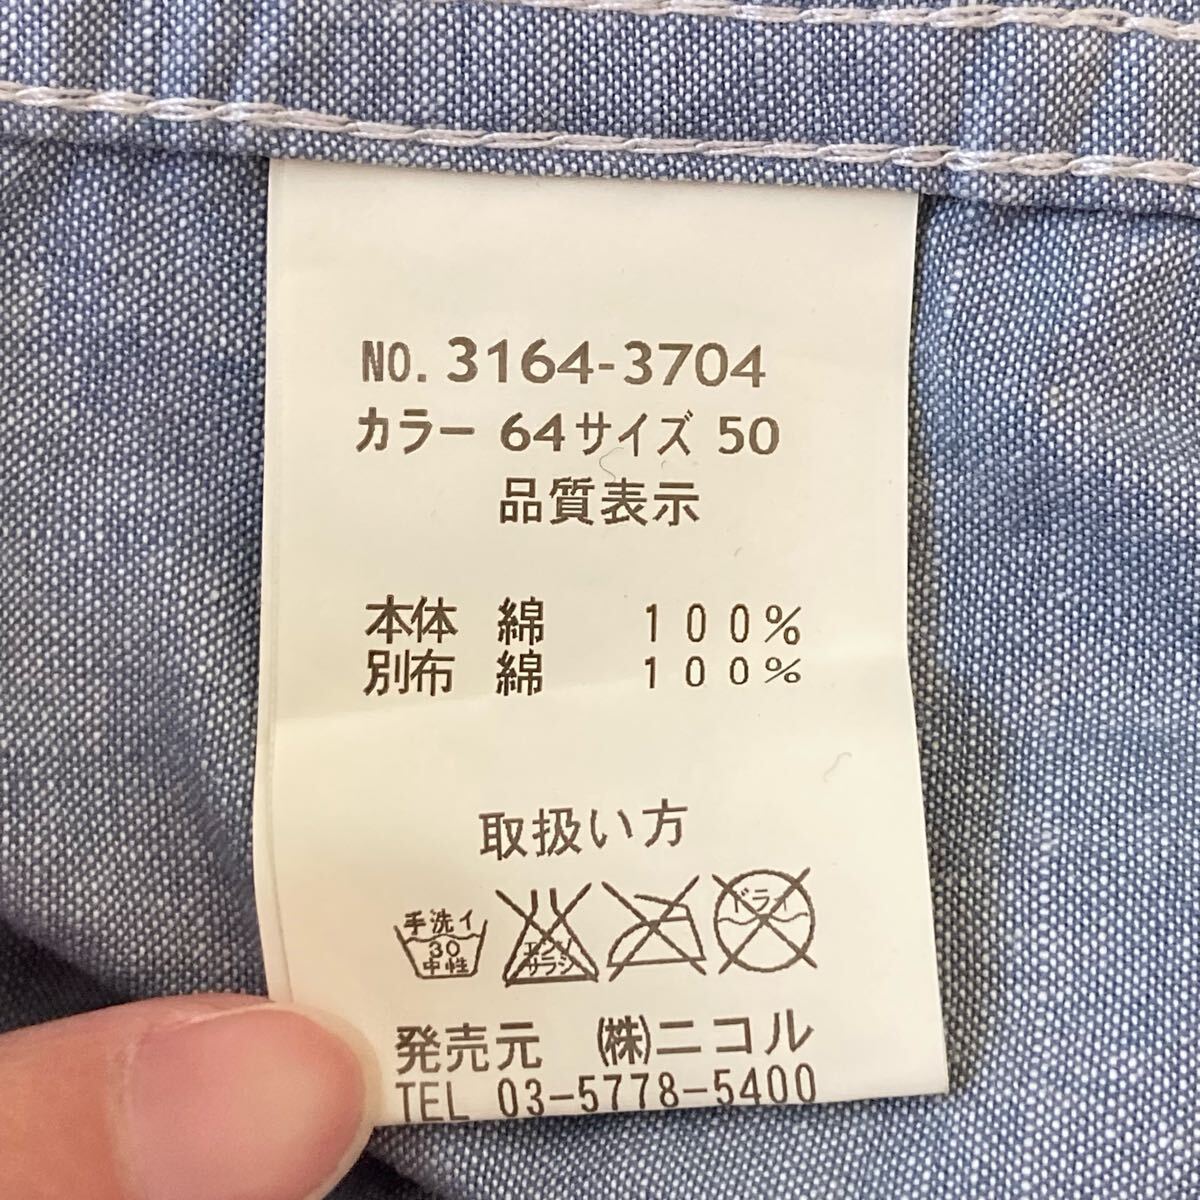 NO. 3164-3704
カラー 64サイズ 50
品質表示
本体 綿 100%
別布 綿 100%
取扱い方
手洗イ
30
中性
エンソ
サラシ
ドライ
発売元 (株)ニコル
TEL 03-5778-5400